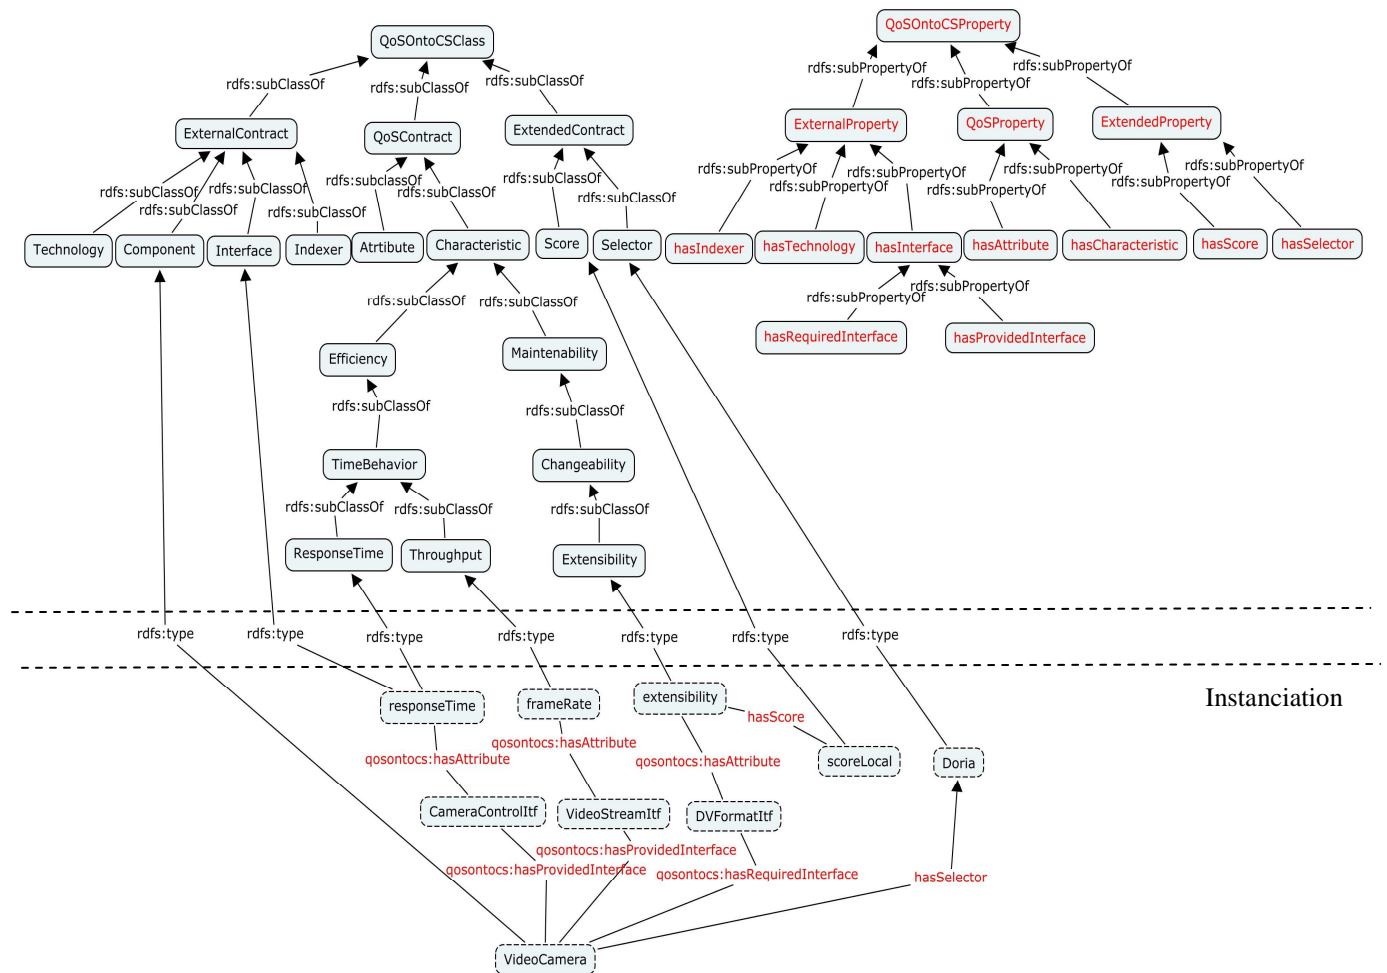 QoSOntoCSClass
QoSOntoCSProperty
rdfs:subClassOf
rdfs:subClassOf
rdfs:subClassOf
rdfs:subPropertyOf
rdfs:subPropertyOf
rdfs:subPropertyOf
ExternalContract
QoSContract
ExtendedContract
ExternalProperty
QoSProperty
ExtendedProperty
rdfs:subClassOf
rdfs:subClassOf
rdfs:subClassOf
rdfs:subClassOf
rdfs:subclassOf
rdfs:subClassOf
rdfs:subClassOf
rdfs:subClassOf
rdfs:subPropertyOf
rdfs:subPropertyOf
rdfs:subPropertyOf
rdfs:subPropertyOf
rdfs:subPropertyOf
rdfs:subPropertyOf
rdfs:subPropertyOf
Technology
Component
Interface
Indexer
Atrtibute
Characteristic
Score
Selector
hasIndexer
hasTechnology
hasInterface
hasAttribute
hasCharacteristic
hasScore
hasSelector
rdfs:subClassOf
rdfs:subClassOf
rdfs:subPropertyOf
rdfs:subPropertyOf
hasRequiredInterface
hasProvidedInterface
Efficiency
Maintenability
rdfs:subClassOf
rdfs:subClassOf
TimeBehavior
Changeability
rdfs:subClassOf
rdfs:subClassOf
rdfs:subClassOf
ResponseTime
Throughput
Extensibility
rdfs:type
rdfs:type
rdfs:type
rdfs:type
rdfs:type
rdfs:type
rdfs:type
Instanciation
responseTime
frameRate
extensibility
hasScore
qosontocs:hasAttribute
qosontocs:hasAttribute
qosontocs:hasAttribute
scoreLocal
Doria
CameraControlItf
VideoStreamItf
DVFormatItf
qosontocs:hasProvidedInterface
qosontocs:hasProvidedInterface
qosontocs:hasRequiredInterface
hasSelector
VideoCamera